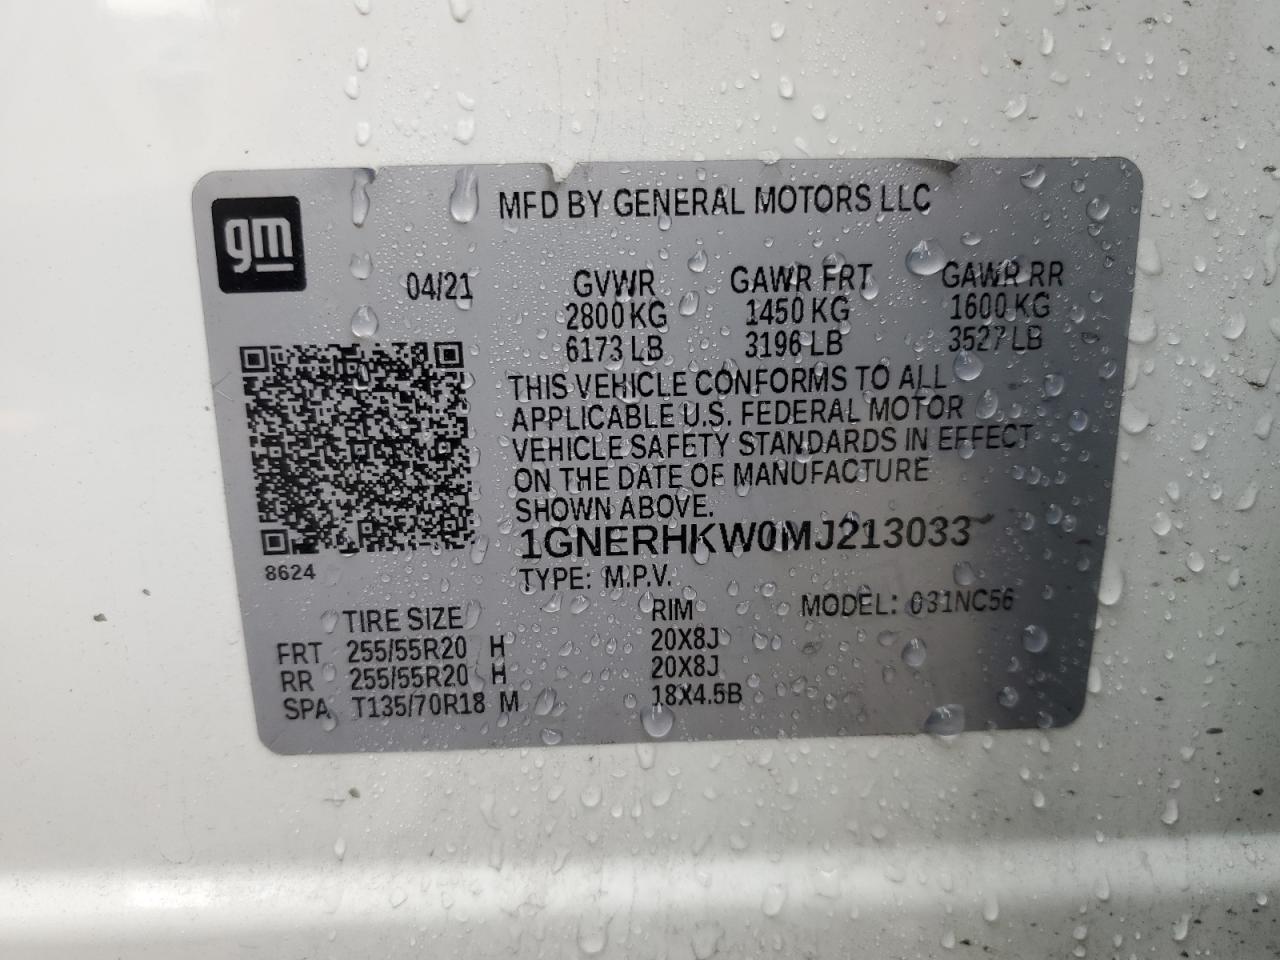 gm
MFD BY GENERAL MOTORS LLC
04/21 GVWR GAWR FRT GAWR RR
2800 KG 1450 KG 1600 KG
6173 LB 3196 LB 3527 LB
THIS VEHICLE CONFORMS TO ALL
APPLICABLE U.S. FEDERAL MOTOR
VEHICLE SAFETY STANDARDS IN EFFECT
ON THE DATE OF MANUFACTURE
SHOWN ABOVE.
1GNERHKW0MJ213033
8624
TYPE: M.P.V.
MODEL: 031NC56
TIRE SIZE RIM
FRT 255/55R20 H 20X8J
RR 255/55R20 H 20X8J
SPA T135/70R18 M 18X4.5B